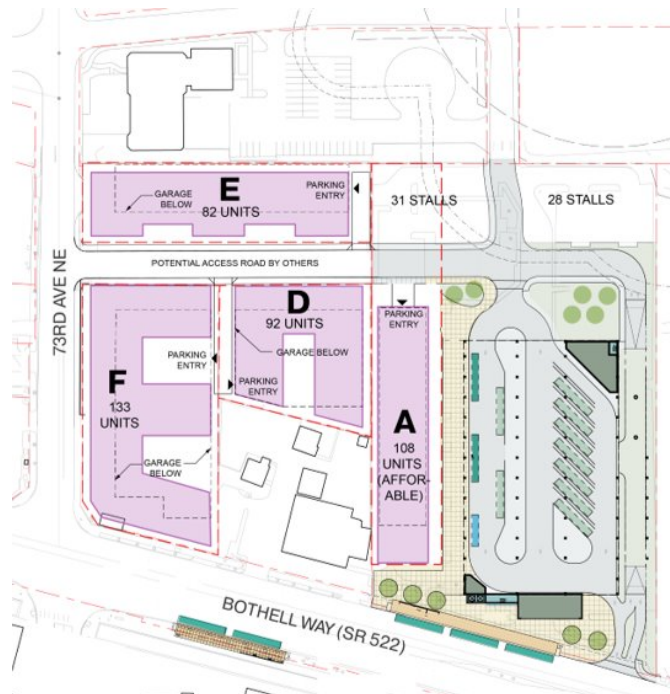 GARAGE
BELOW
E
82 UNITS
PARKING
ENTRY
31 STALLS
28 STALLS
POTENTIAL ACCESS ROAD BY OTHERS
73RD AVE NE
D
92 UNITS
GARAGE BELOW
PARKING
ENTRY
PARKING
ENTRY
PARKING
ENTRY
F
133
UNITS
GARAGE
BELOW
A
108
UNITS
(AFFOR-
ABLE)
BOTHELL WAY (SR 522)